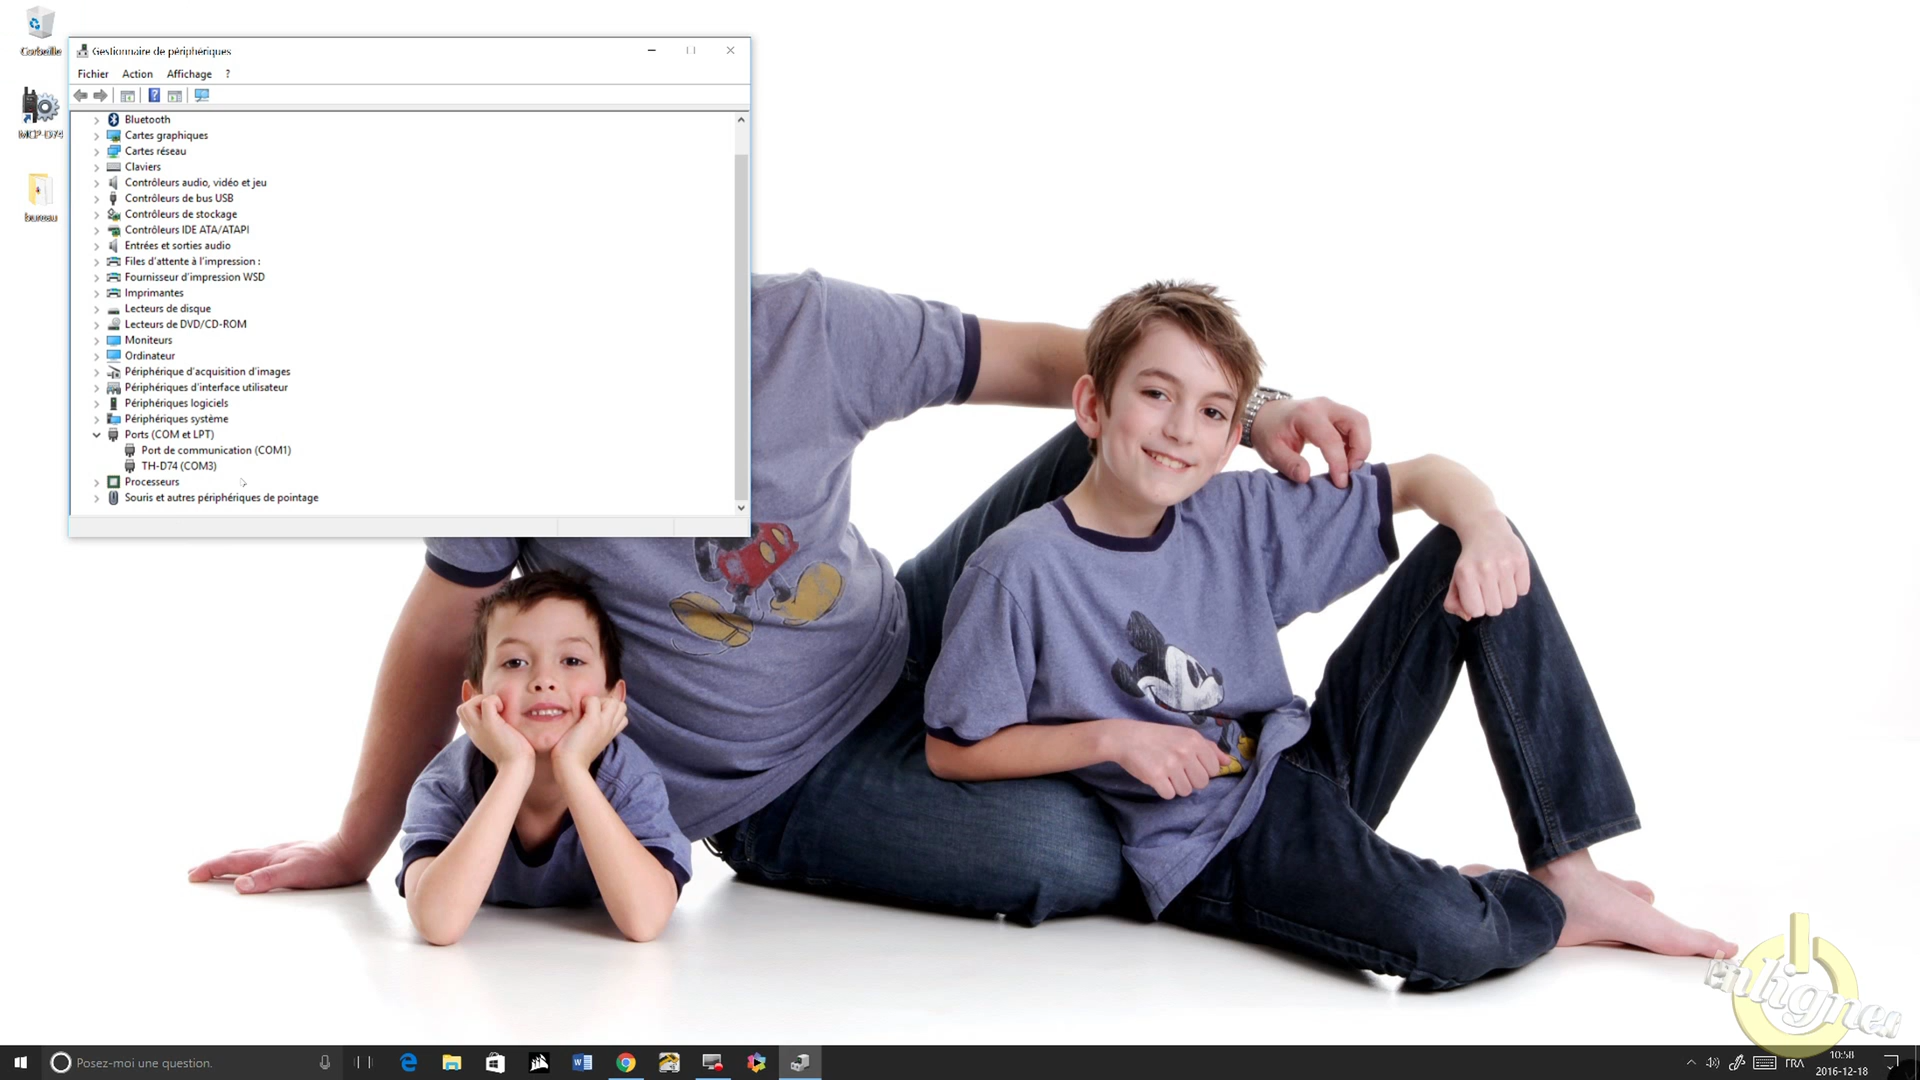 Corbeille
MCP-D74
bureau
Gestionnaire de périphériques
Fichier Action Affichage ?
Bluetooth
Cartes graphiques
Cartes réseau
Claviers
Contrôleurs audio, vidéo et jeu
Contrôleurs de bus USB
Contrôleurs de stockage
Contrôleurs IDE ATA/ATAPI
Entrées et sorties audio
Files d'attente à l'impression :
Fournisseur d'impression WSD
Imprimantes
Lecteurs de disque
Lecteurs de DVD/CD-ROM
Moniteurs
Ordinateur
Périphérique d'acquisition d'images
Périphériques d'interface utilisateur
Périphériques logiciels
Périphériques système
Ports (COM et LPT)
Port de communication (COM1)
TH-D74 (COM3)
Processeurs
Souris et autres périphériques de pointage
Enligne
Posez-moi une question.
FRA
10:58
2016-12-18